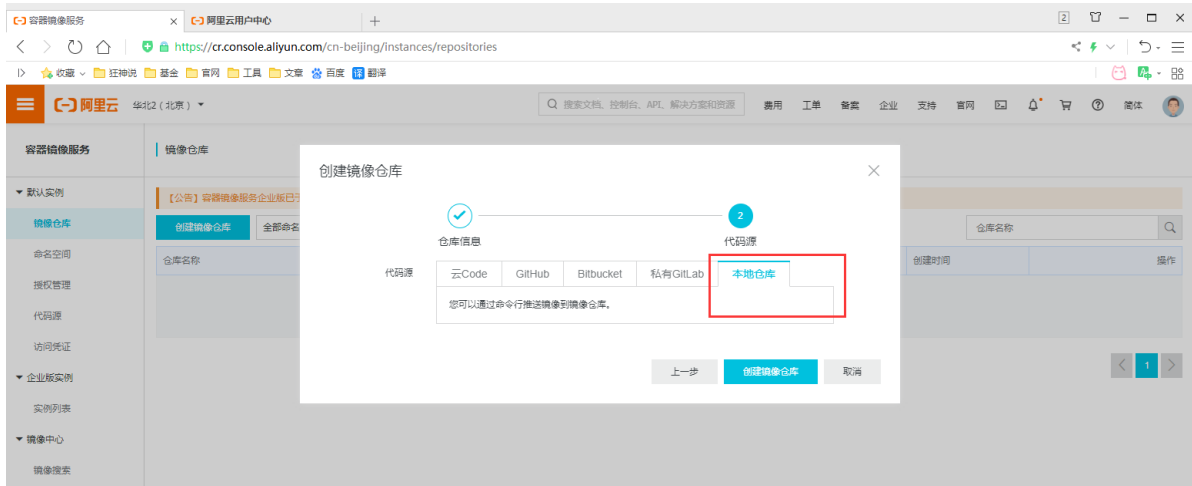 容器镜像服务
阿里云用户中心
2
https://cr.console.aliyun.com/cn-beijing/instances/repositories
收藏 狂神说 基金 官网 工具 文章 百度 译 翻译
阿里云 华北2（北京） 搜索文档、控制台、API、解决方案和资源 费用 工单 备案 企业 支持 官网 简体
容器镜像服务
镜像仓库
默认实例
镜像仓库
命名空间
授权管理
代码源
访问凭证
企业版实例
实例列表
镜像中心
镜像搜索
【公告】容器镜像服务企业版已于
创建镜像仓库 全部命名 仓库名称
仓库名称 创建时间 操作
1
创建镜像仓库
2
仓库信息 代码源
代码源 云Code GitHub Bitbucket 私有GitLab 本地仓库
您可以通过命令行推送镜像到镜像仓库。
上一步 创建镜像仓库 取消